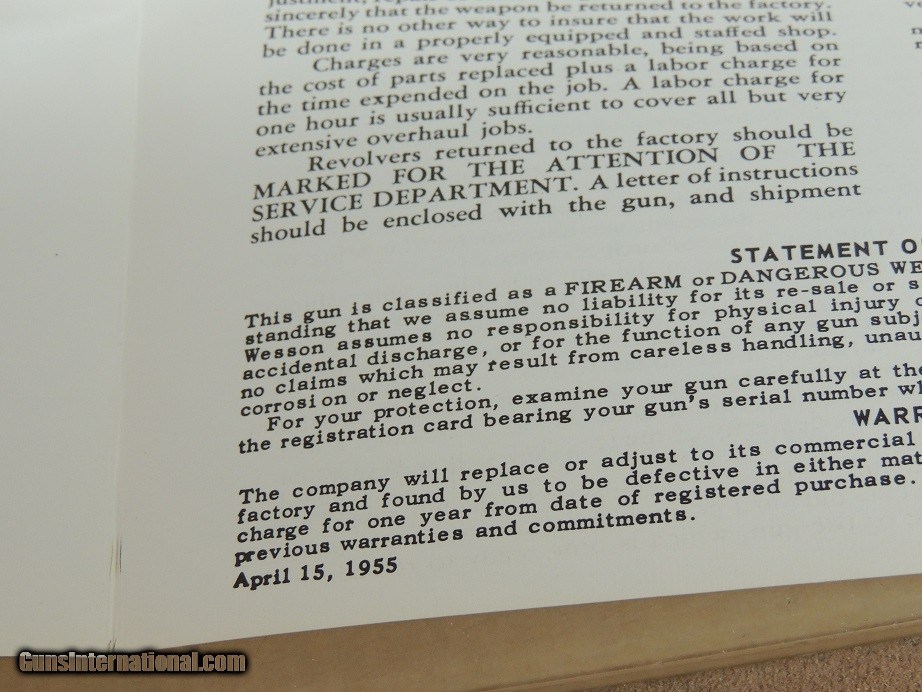 sincerely that the weapon be returned to the factory.
There is no other way to insure that the work will
be done in a properly equipped and staffed shop.
Charges are very reasonable, being based on
the cost of parts replaced plus a labor charge for
the time expended on the job. A labor charge for
one hour is usually sufficient to cover all but very
extensive overhaul jobs.
Revolvers returned to the factory should be
MARKED FOR THE ATTENTION OF THE
SERVICE DEPARTMENT. A letter of instructions
should be enclosed with the gun, and shipment
STATEMENT O
This gun is classified as a FIREARM or DANGEROUS WE
standing that we assume no liability for its re-sale or s
Wesson assumes no responsibility for physical injury
accidental discharge, or for the function of any gun subj
no claims which may result from careless handling, unau
corrosion or neglect.
For your protection, examine your gun carefully at the
the registration card bearing your gun's serial number wh
WARR
The company will replace or adjust to its commercial
factory and found by us to be defective in either mat
charge for one year from date of registered purchase.
previous warranties and commitments.
April 15, 1955
GunsInternational.com